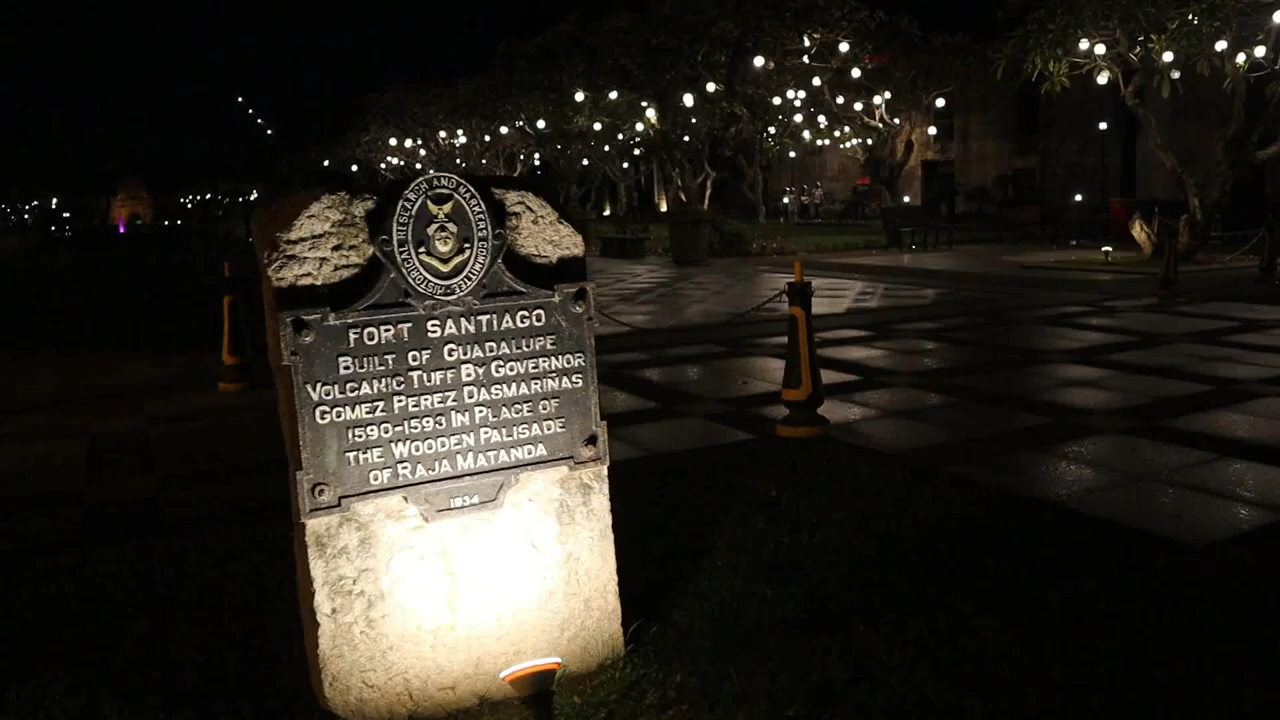 HISTORICAL RESEARCH AND MARKERS COMMITTEE
FORT SANTIAGO
BUILT OF GUADALUPE
VOLCANIC TUFF BY GOVERNOR
GOMEZ PEREZ DASMARIÑAS
1590-1593 IN PLACE OF
THE WOODEN PALISADE
OF RAJA MATANDA
1934